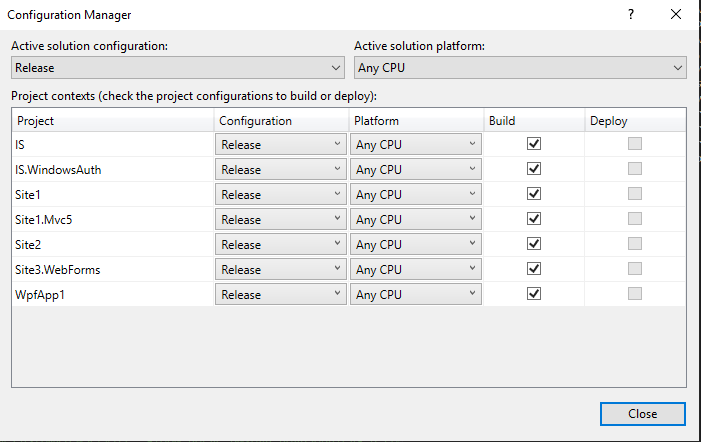 Configuration Manager ?
Active solution configuration: Active solution platform:
Release Any CPU
Project contexts (check the project configurations to build or deploy):
Project Configuration Platform Build Deploy
IS Release Any CPU
IS.WindowsAuth Release Any CPU
Site1 Release Any CPU
Site1.Mvc5 Release Any CPU
Site2 Release Any CPU
Site3.WebForms Release Any CPU
WpfApp1 Release Any CPU
Close